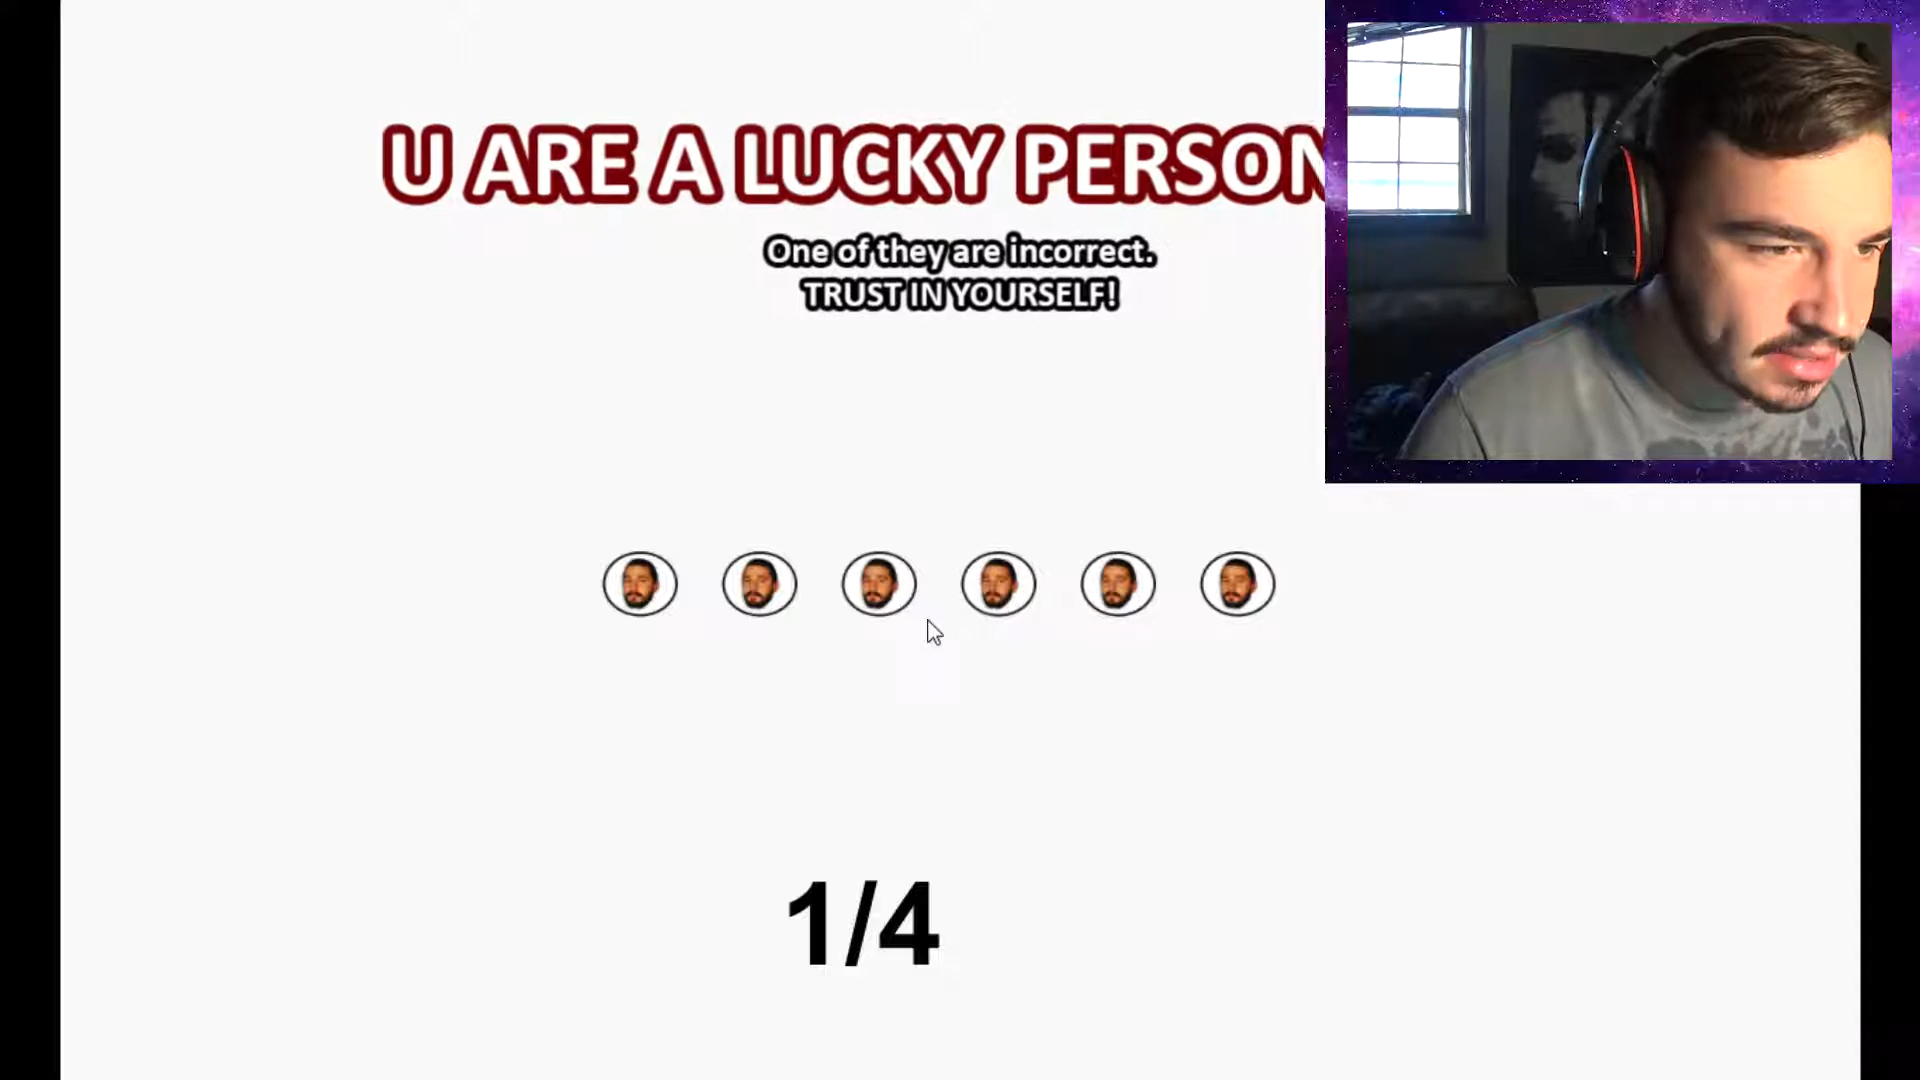 U ARE A LUCKY PERSON
One of they are incorrect.
TRUST IN YOURSELF!
1/4